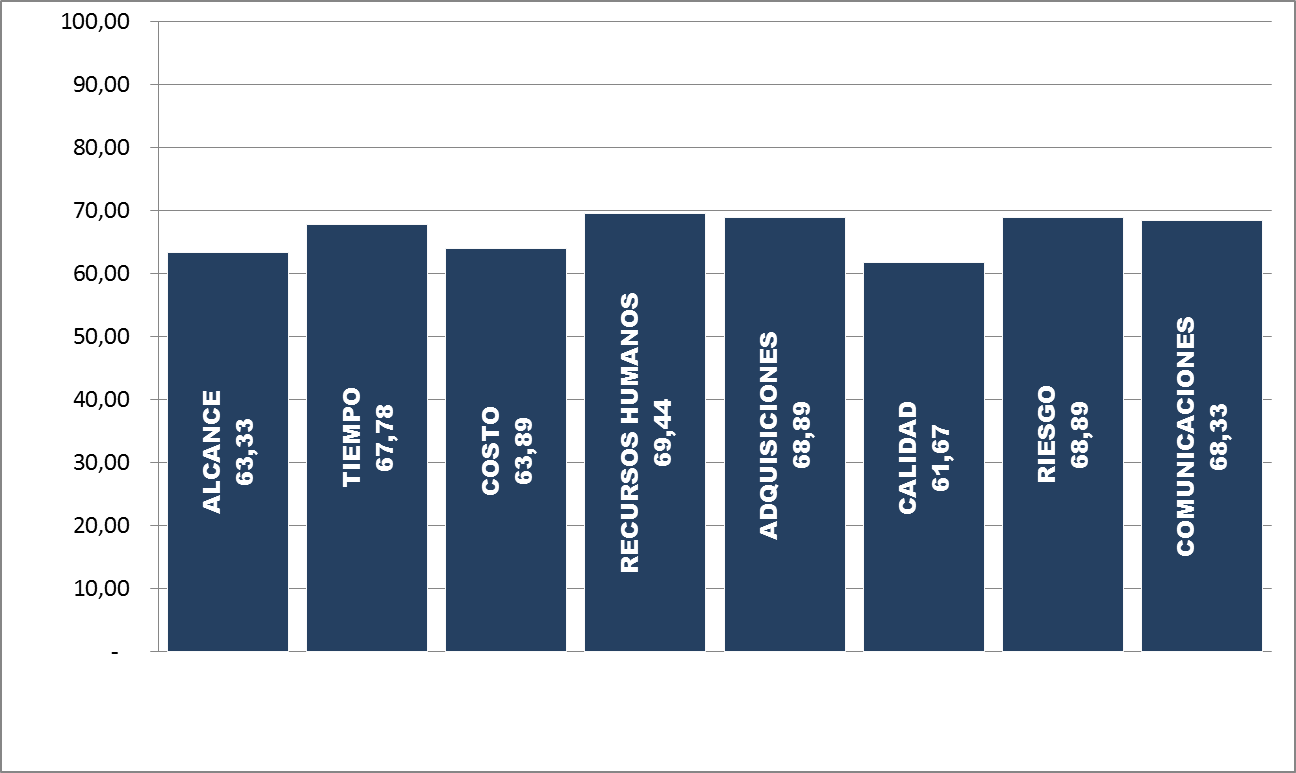 100,00
90,00
80,00
70,00
60,00
50,00
40,00
30,00
20,00
10,00
-
ALCANCE
63,33
TIEMPO
67,78
COSTO
63,89
RECURSOS HUMANOS
69,44
ADQUISICIONES
68,89
CALIDAD
61,67
RIESGO
68,89
COMUNICACIONES
68,33